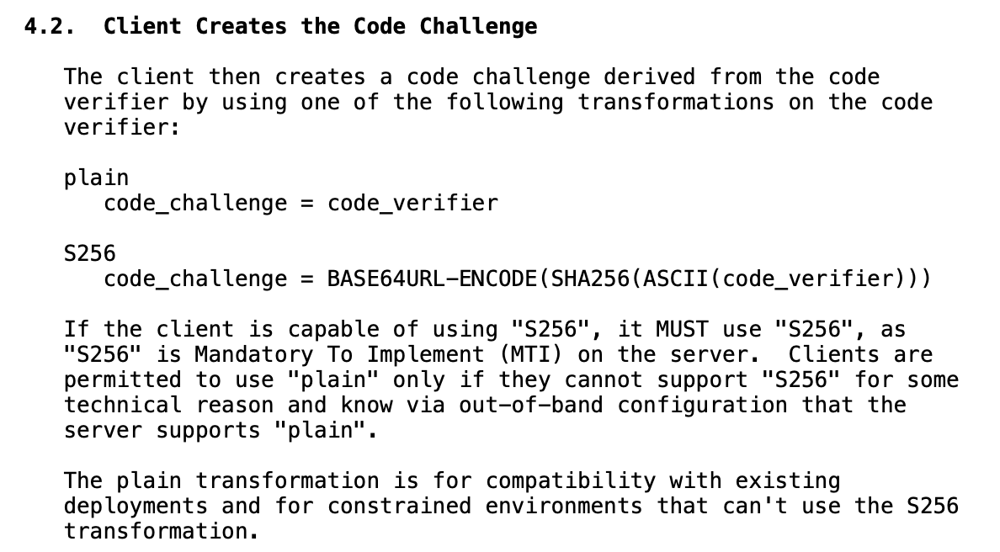 4.2.  Client Creates the Code Challenge
The client then creates a code challenge derived from the code
verifier by using one of the following transformations on the code
verifier:
plain
code_challenge = code_verifier
S256
code_challenge = BASE64URL-ENCODE(SHA256(ASCII(code_verifier)))
If the client is capable of using "S256", it MUST use "S256", as
"S256" is Mandatory To Implement (MTI) on the server.  Clients are
permitted to use "plain" only if they cannot support "S256" for some
technical reason and know via out-of-band configuration that the
server supports "plain".
The plain transformation is for compatibility with existing
deployments and for constrained environments that can't use the S256
transformation.